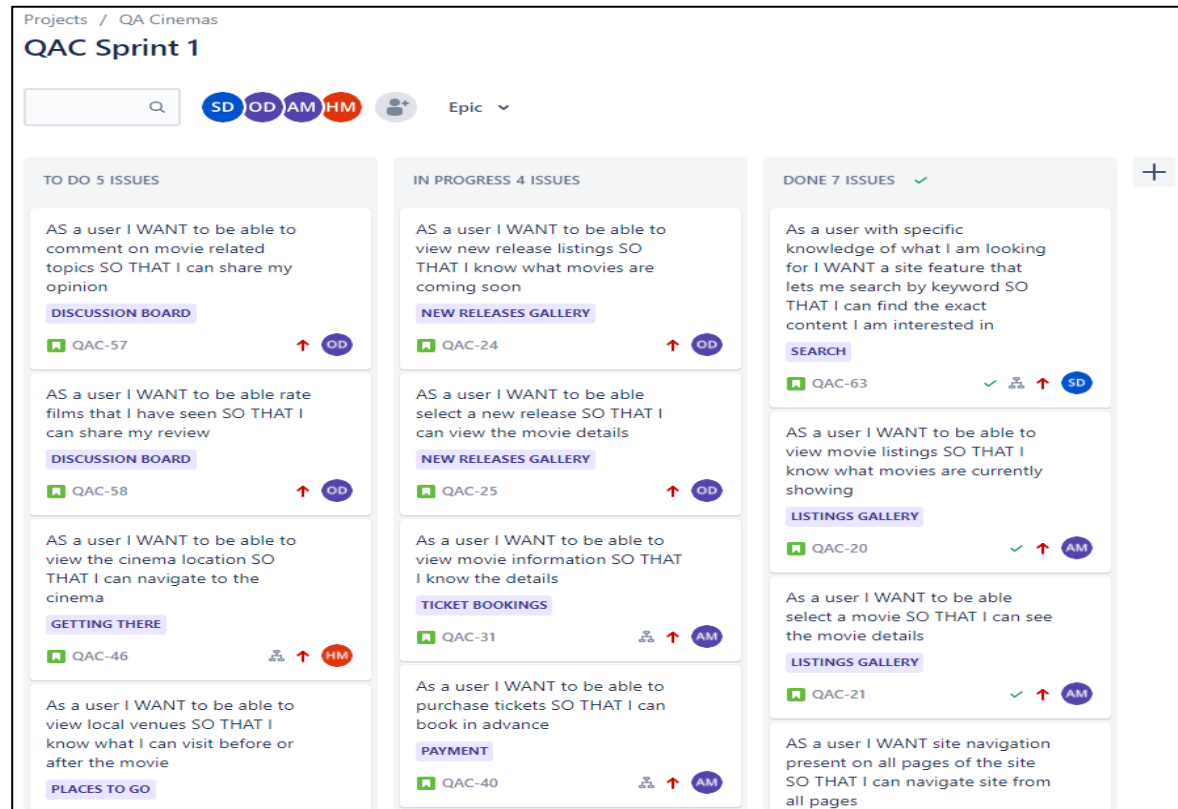 Projects / QA Cinemas
QAC Sprint 1
SD OD AM HM
Epic
TO DO 5 ISSUES
AS a user I WANT to be able to
comment on movie related
topics SO THAT I can share my
opinion
DISCUSSION BOARD
QAC-57
OD
AS a user I WANT to be able rate
films that I have seen SO THAT I
can share my review
DISCUSSION BOARD
QAC-58
OD
AS a user I WANT to be able to
view the cinema location SO
THAT I can navigate to the
cinema
GETTING THERE
QAC-46
HM
As a user I WANT to be able to
view local venues SO THAT I
know what I can visit before or
after the movie
PLACES TO GO
IN PROGRESS 4 ISSUES
AS a user I WANT to be able to
view new release listings SO
THAT I know what movies are
coming soon
NEW RELEASES GALLERY
QAC-24
OD
AS a user I WANT to be able
select a new release SO THAT I
can view the movie details
NEW RELEASES GALLERY
QAC-25
OD
As a user I WANT to be able to
view movie information SO THAT
I know the details
TICKET BOOKINGS
QAC-31
AM
As a user I WANT to be able to
purchase tickets SO THAT I can
book in advance
PAYMENT
QAC-40
AM
DONE 7 ISSUES
As a user with specific
knowledge of what I am looking
for I WANT a site feature that
lets me search by keyword SO
THAT I can find the exact
content I am interested in
SEARCH
QAC-63
SD
AS a user I WANT to be able to
view movie listings SO THAT I
know what movies are currently
showing
LISTINGS GALLERY
QAC-20
AM
As a user I WANT to be able
select a movie SO THAT I can see
the movie details
LISTINGS GALLERY
QAC-21
AM
AS a user I WANT site navigation
present on all pages of the site
SO THAT I can navigate site from
all pages